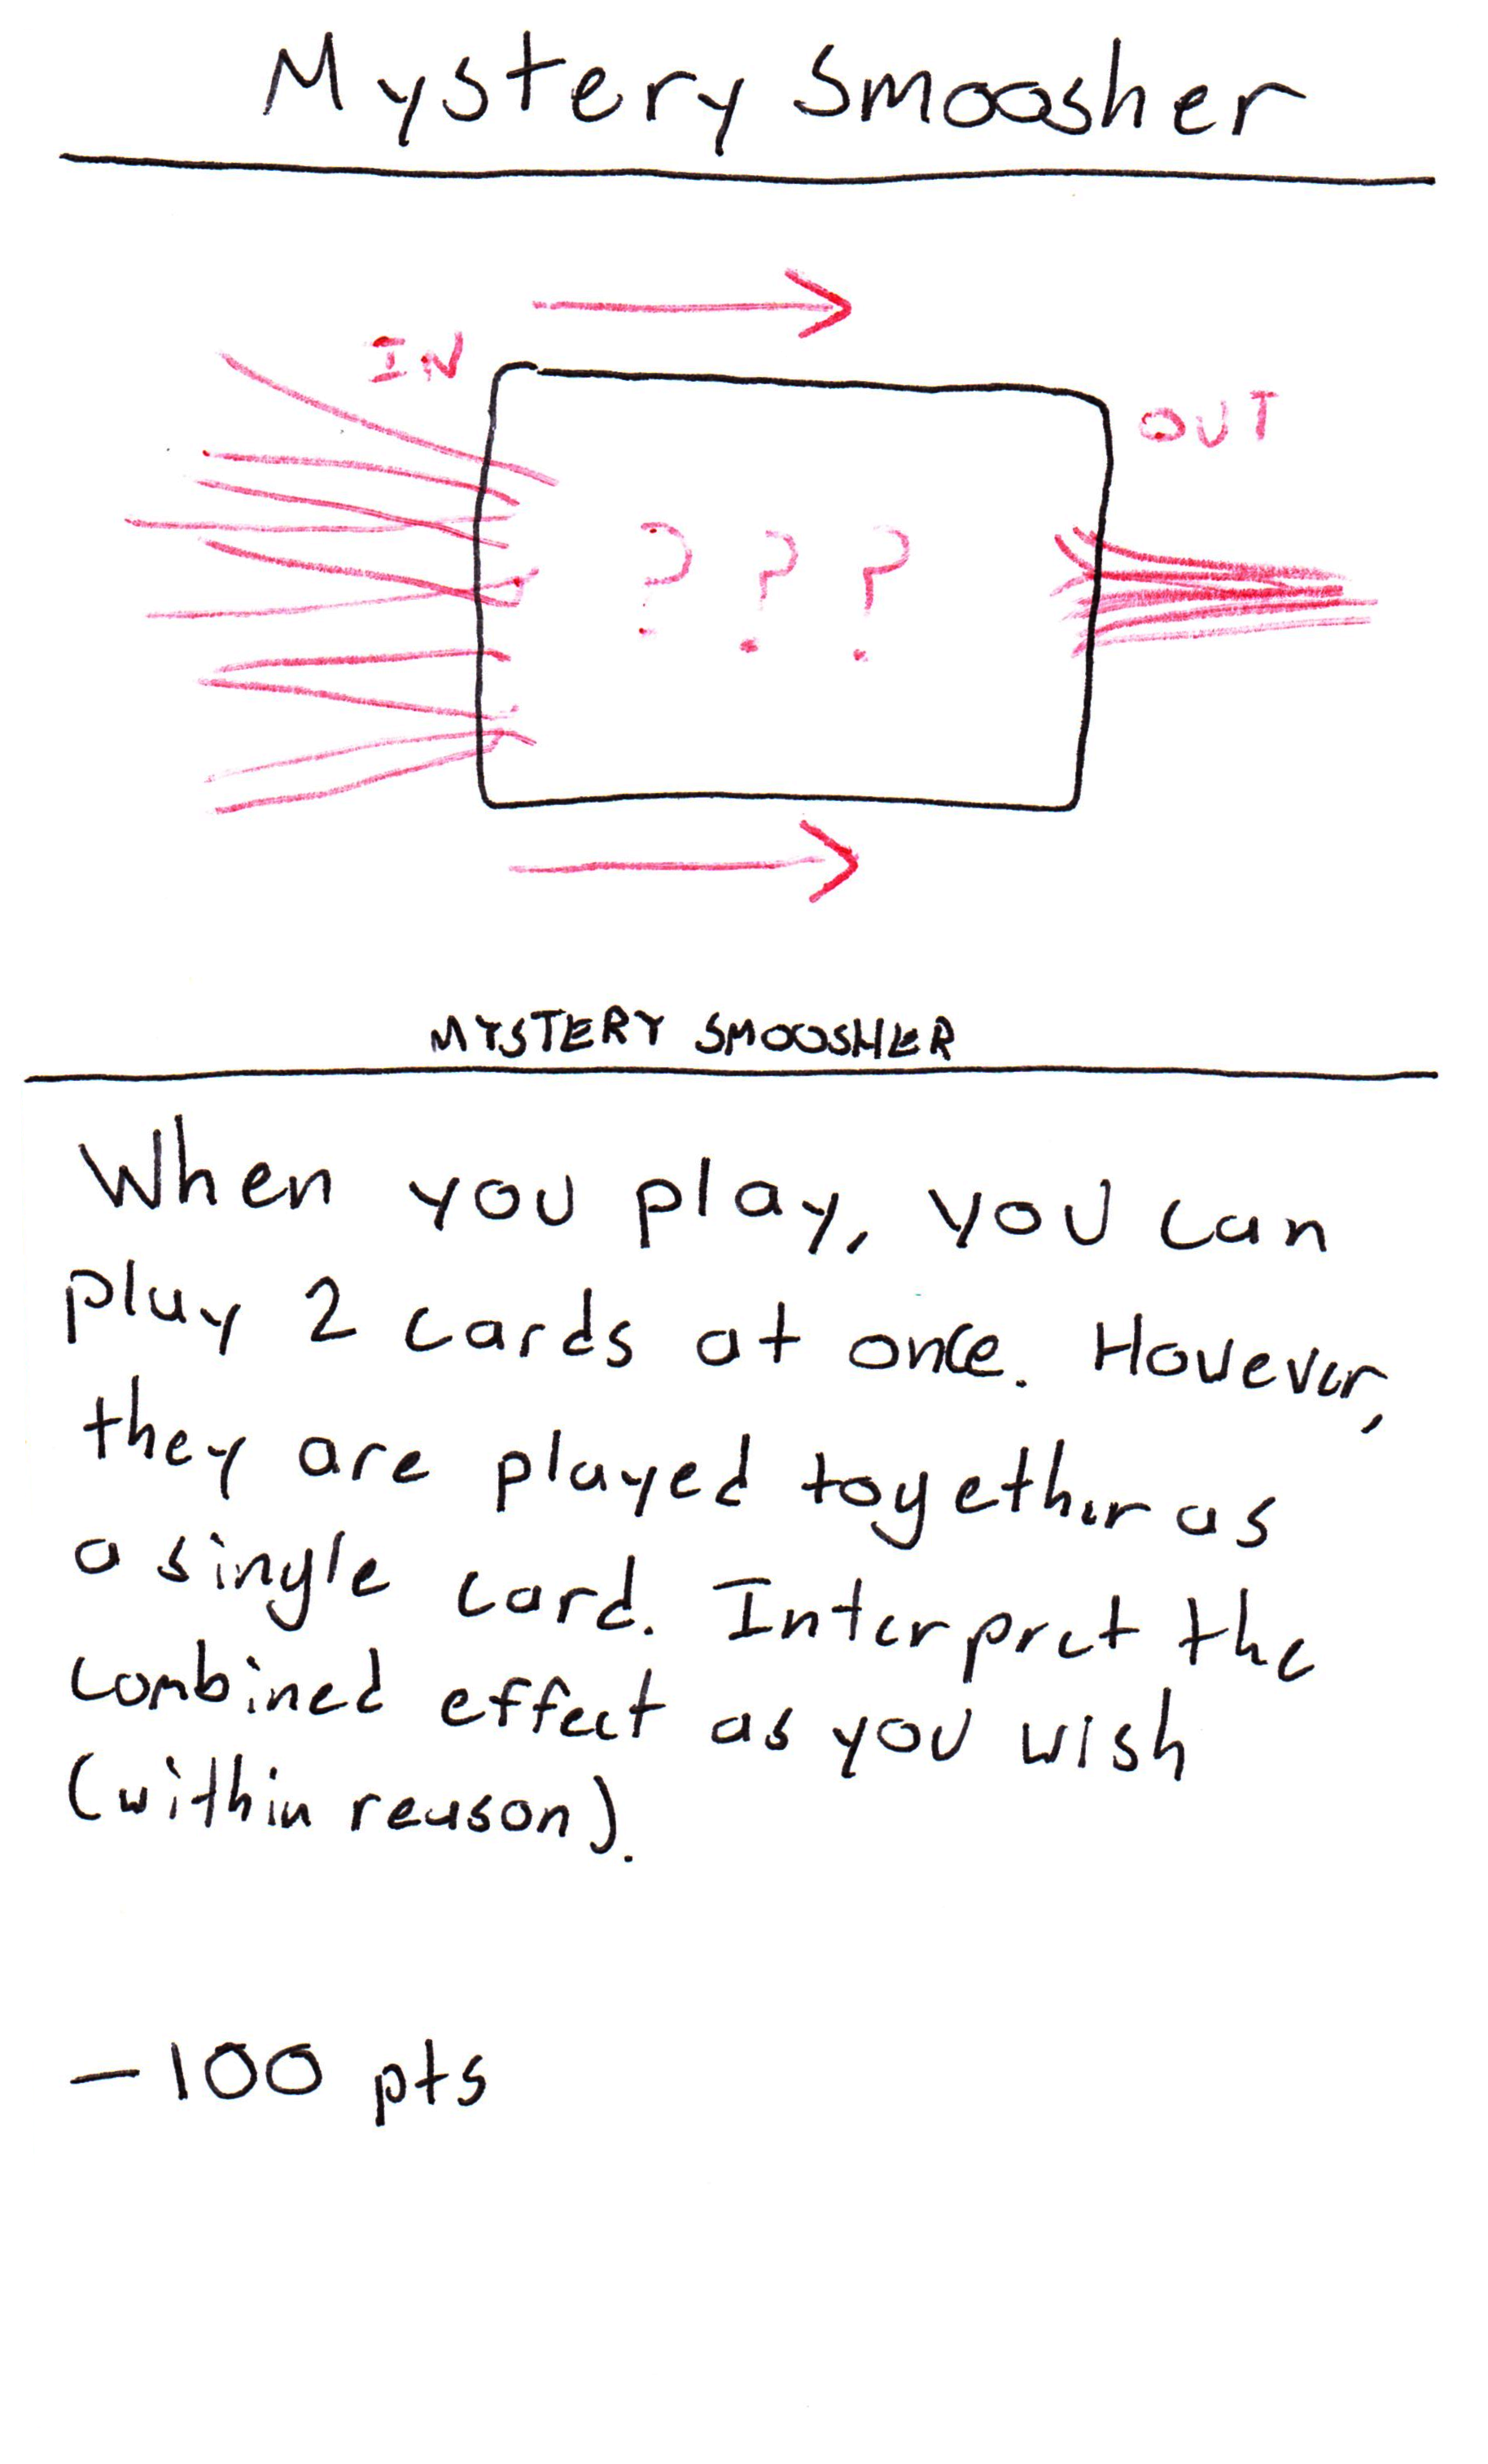 Mystery Smoosher
IN
OUT
? ? ?
MYSTERY SMOOSHER
When you play, you can
play 2 cards at once. However,
they are played together as
a single card. Interpret the
combined effect as you wish
(within reason).
-100 pts